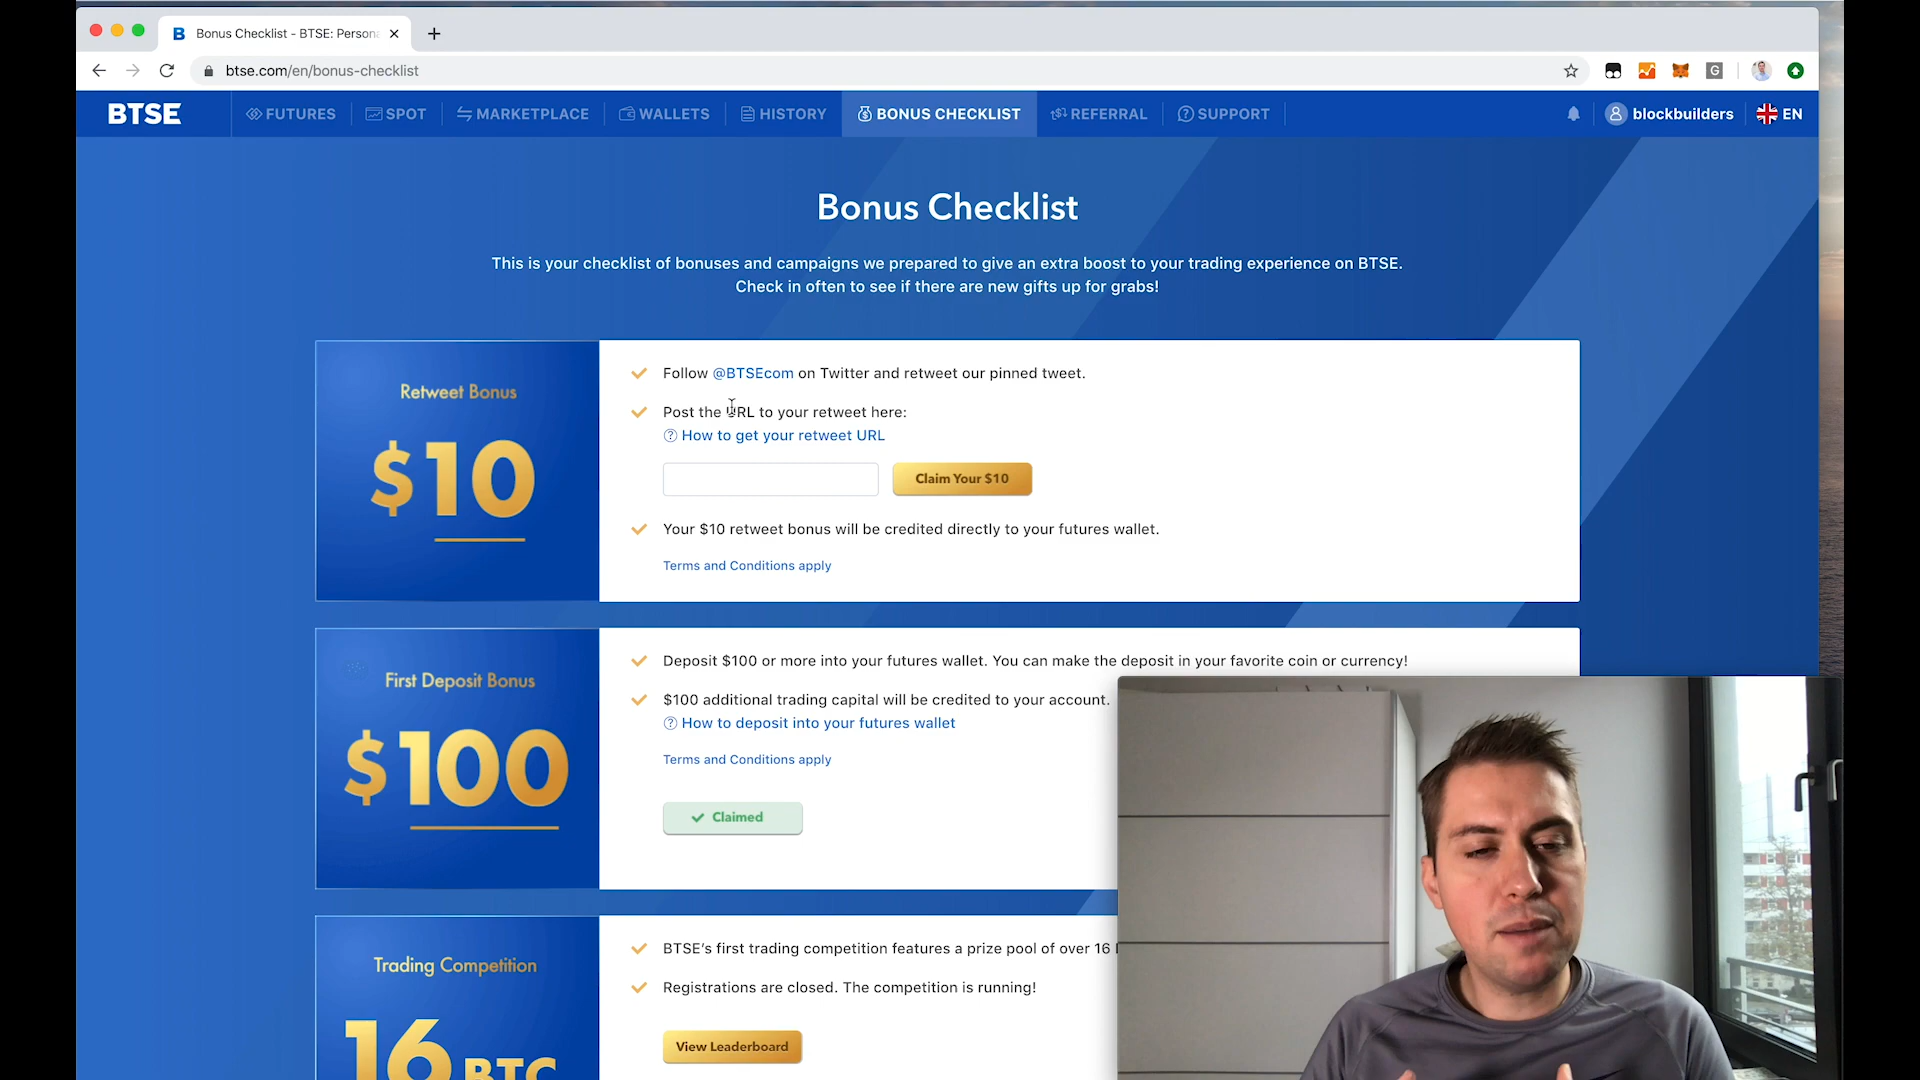 Bonus Checklist - BTSE: Persona
btse.com/en/bonus-checklist
G
BTSE
FUTURES
SPOT
MARKETPLACE
WALLETS
HISTORY
BONUS CHECKLIST
REFERRAL
SUPPORT
blockbuilders
EN
Bonus Checklist
This is your checklist of bonuses and campaigns we prepared to give an extra boost to your trading experience on BTSE.
Check in often to see if there are new gifts up for grabs!
Retweet Bonus
$10
Follow @BTSEcom on Twitter and retweet our pinned tweet.
Post the URL to your retweet here:
How to get your retweet URL
Claim Your $10
Your $10 retweet bonus will be credited directly to your futures wallet.
Terms and Conditions apply
First Deposit Bonus
$100
Deposit $100 or more into your futures wallet. You can make the deposit in your favorite coin or currency!
$100 additional trading capital will be credited to your account.
How to deposit into your futures wallet
Terms and Conditions apply
Claimed
Trading Competition
16 BTC
BTSE's first trading competition features a prize pool of over 16
Registrations are closed. The competition is running!
View Leaderboard